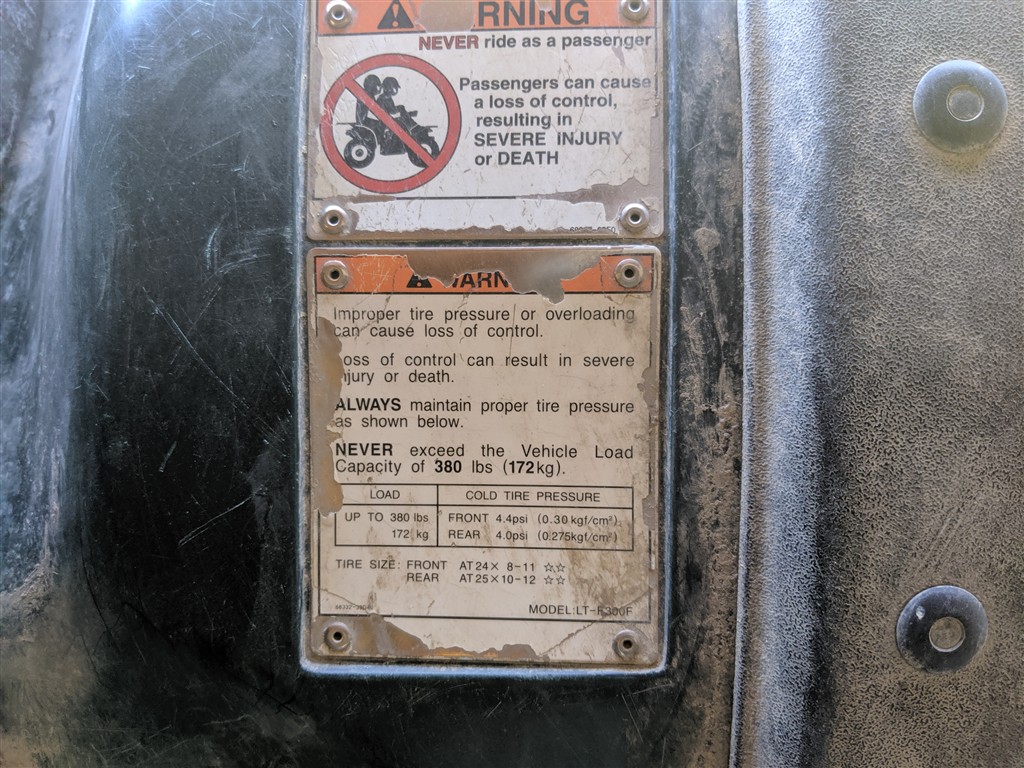 RNING
NEVER ride as a passenger
Passengers can cause
a loss of control,
resulting in
SEVERE INJURY
or DEATH
WARN
Improper tire pressure or overloading
can cause loss of control.
oss of control can result in severe
njury or death.
ALWAYS maintain proper tire pressure
as shown below.
NEVER exceed the Vehicle Load
Capacity of 380 lbs (172kg).
LOAD COLD TIRE PRESSURE
UP TO 380 lbs FRONT 4.4psi (0.30kgf/cm²)
172 kg REAR 4.0psi (0.275kgf/cm²)
TIRE SIZE: FRONT AT24×8-11 ☆☆
REAR AT25×10-12 ☆☆
MODEL:LT-F300F